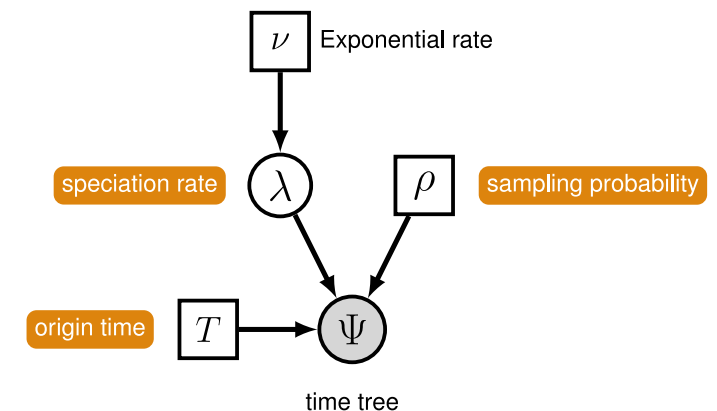 ν Exponential rate
speciation rate λ ρ sampling probability
origin time T Ψ
time tree